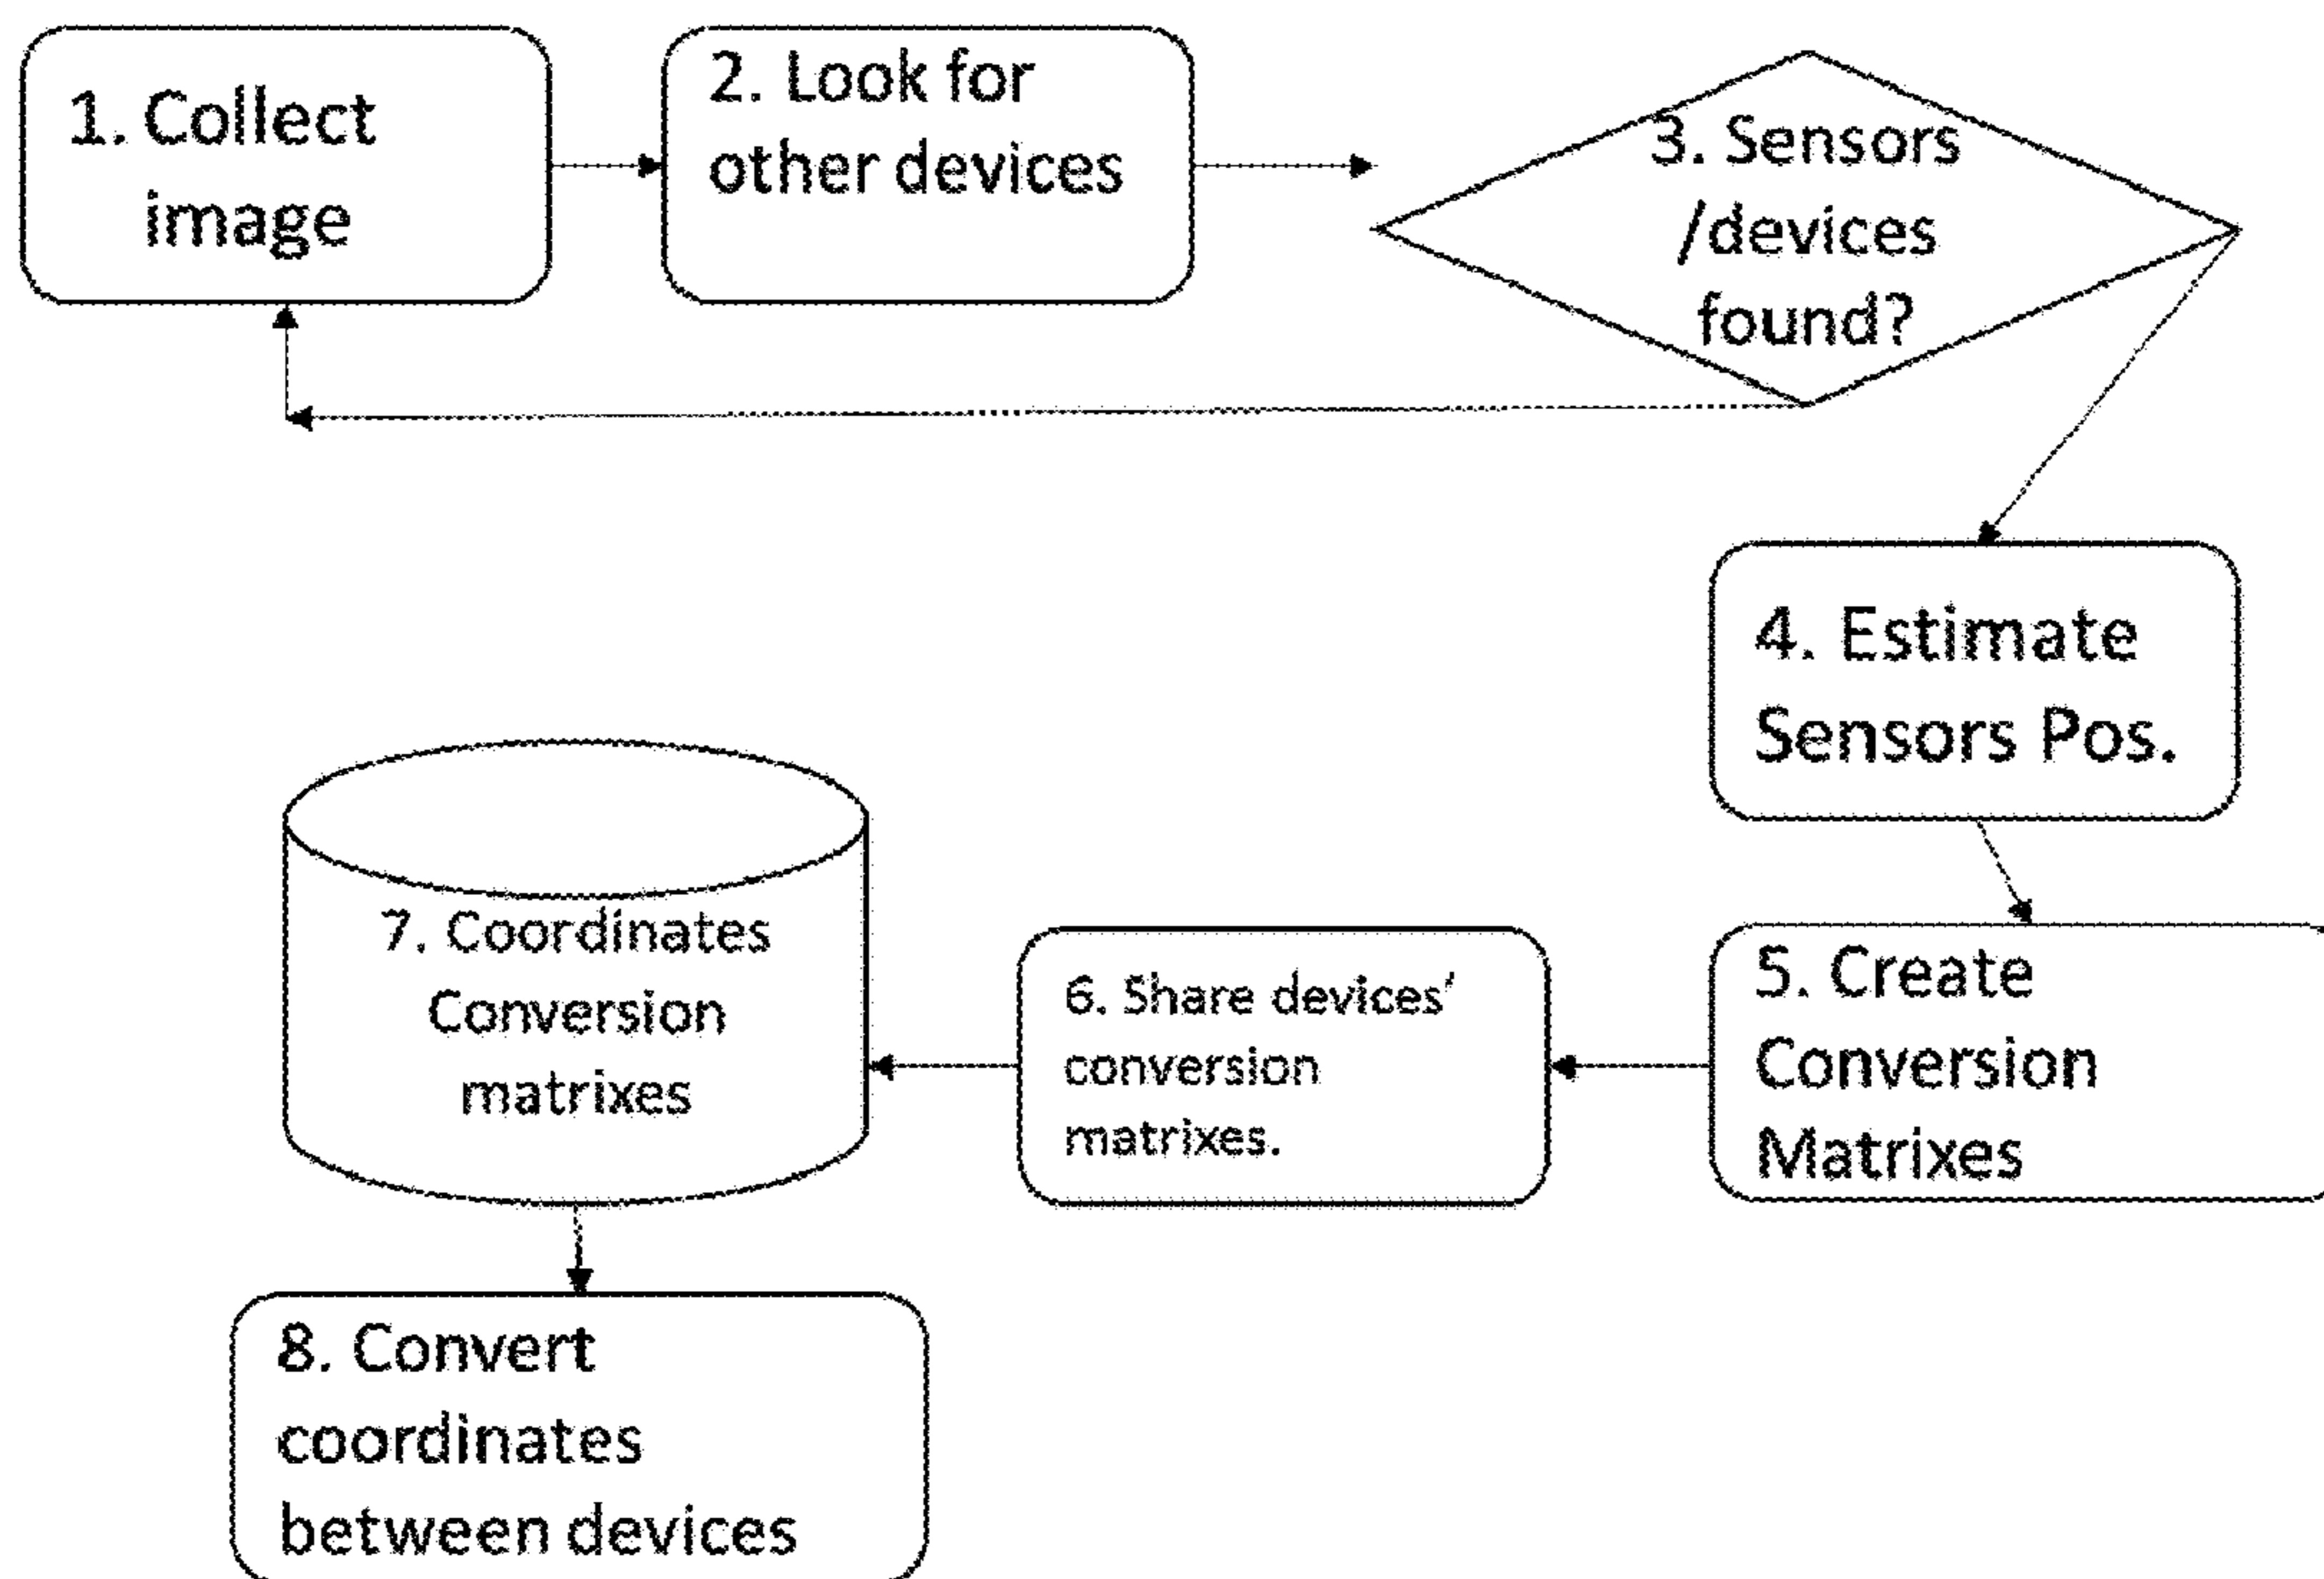 1. Collect
image
2. Look for
other devices
3. Sensors
/devices
found?
4. Estimate
Sensors Pos.
5. Create
Conversion
Matrixes
6. Share devices'
conversion
matrixes.
7. Coordinates
Conversion
matrixes
8. Convert
coordinates
between devices